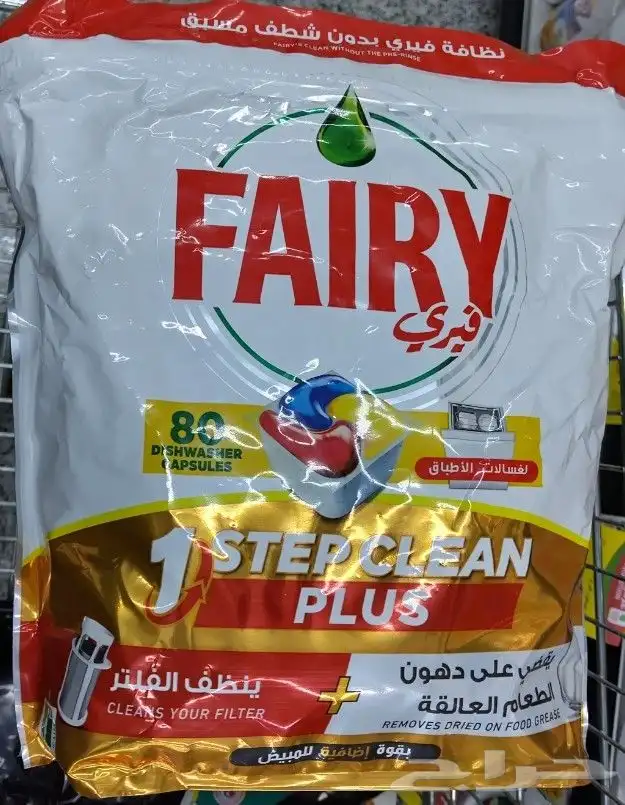 نظافة فيري بدون شطف مسبق
FAIRY'S CLEAN WITHOUT THE PRE-RINSE
FAIRY
فيري
80
DISHWASHER
CAPSULES
لغسالات الأطباق
1 STEP CLEAN
PLUS
ينظف الفلتر
CLEANS YOUR FILTER
+
يقضي على دهون
الطعام العالقة
REMOVES DRIED ON FOOD GREASE
بقوة إضافية للمبيض
حراج